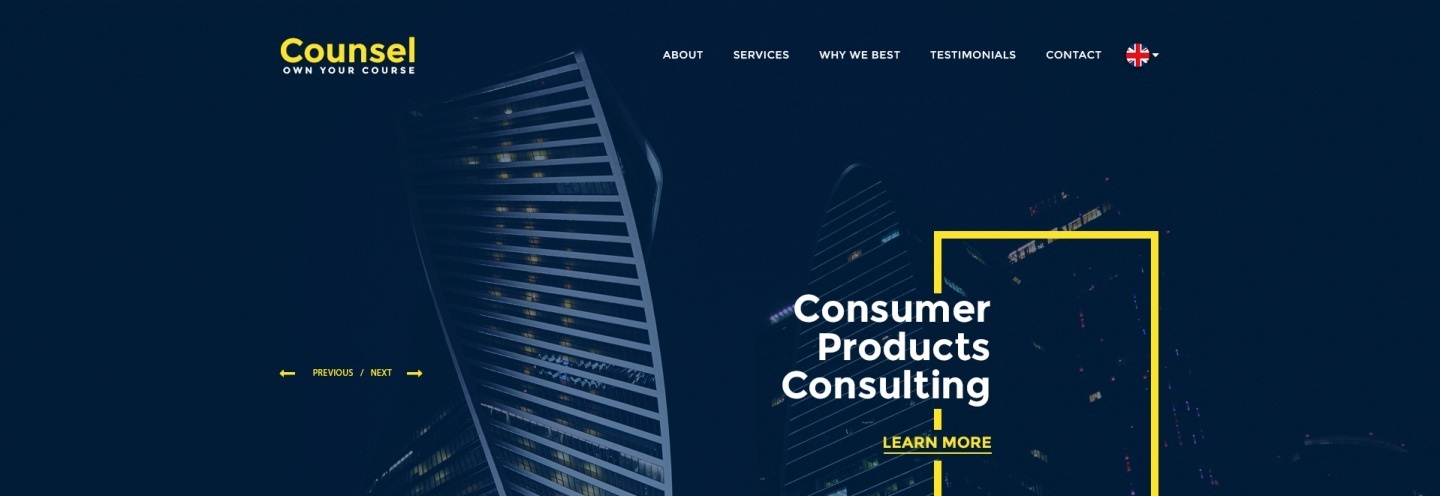 Counsel
OWN YOUR COURSE
ABOUT SERVICES WHY WE BEST TESTIMONIALS CONTACT
Consumer
Products
Consulting
PREVIOUS / NEXT
LEARN MORE